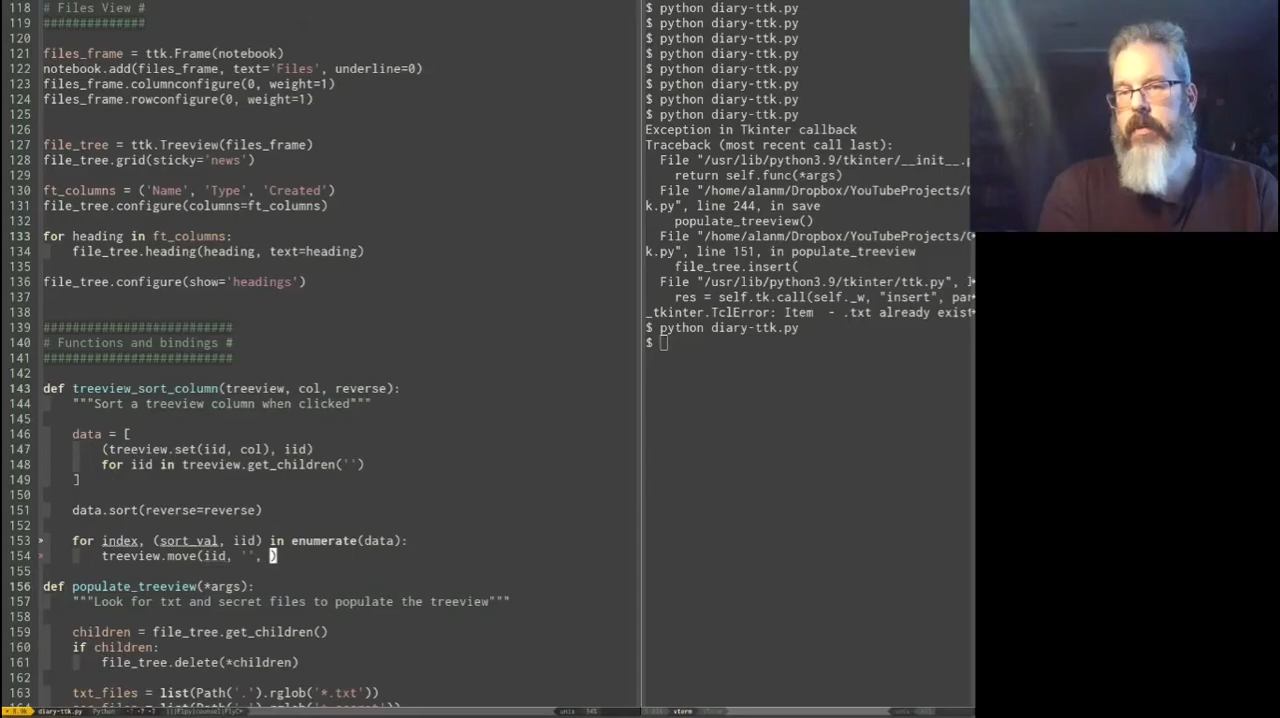 118 # Files View #
119 ##############
120
121 files_frame = ttk.Frame(notebook)
122 notebook.add(files_frame, text='Files', underline=0)
123 files_frame.columnconfigure(0, weight=1)
124 files_frame.rowconfigure(0, weight=1)
125
126
127 file_tree = ttk.Treeview(files_frame)
128 file_tree.grid(sticky='news')
129
130 ft_columns = ('Name', 'Type', 'Created')
131 file_tree.configure(columns=ft_columns)
132
133 for heading in ft_columns:
134     file_tree.heading(heading, text=heading)
135
136 file_tree.configure(show='headings')
137
138
139 ##########################
140 # Functions and bindings #
141 ##########################
142
143 def treeview_sort_column(treeview, col, reverse):
144     """Sort a treeview column when clicked"""
145
146     data = [
147         (treeview.set(iid, col), iid)
148         for iid in treeview.get_children('')
149     ]
150
151     data.sort(reverse=reverse)
152
153     for index, (sort_val, iid) in enumerate(data):
154         treeview.move(iid, '', )
155
156 def populate_treeview(*args):
157     """Look for txt and secret files to populate the treeview"""
158
159     children = file_tree.get_children()
160     if children:
161         file_tree.delete(*children)
162
163     txt_files = list(Path('.').rglob('*.txt'))
diary-ttk.py Python unix 54%
$ python diary-ttk.py
$ python diary-ttk.py
$ python diary-ttk.py
$ python diary-ttk.py
$ python diary-ttk.py
$ python diary-ttk.py
$ python diary-ttk.py
$ python diary-ttk.py
Exception in Tkinter callback
Traceback (most recent call last):
  File "/usr/lib/python3.9/tkinter/__init__.p
    return self.func(*args)
  File "/home/alanm/Dropbox/YouTubeProjects/
k.py", line 244, in save
    populate_treeview()
  File "/home/alanm/Dropbox/YouTubeProjects/
k.py", line 151, in populate_treeview
    file_tree.insert(
  File "/usr/lib/python3.9/tkinter/ttk.py", l
    res = self.tk.call(self._w, "insert", par
_tkinter.TclError: Item  - .txt already exist
$ python diary-ttk.py
$
vterm